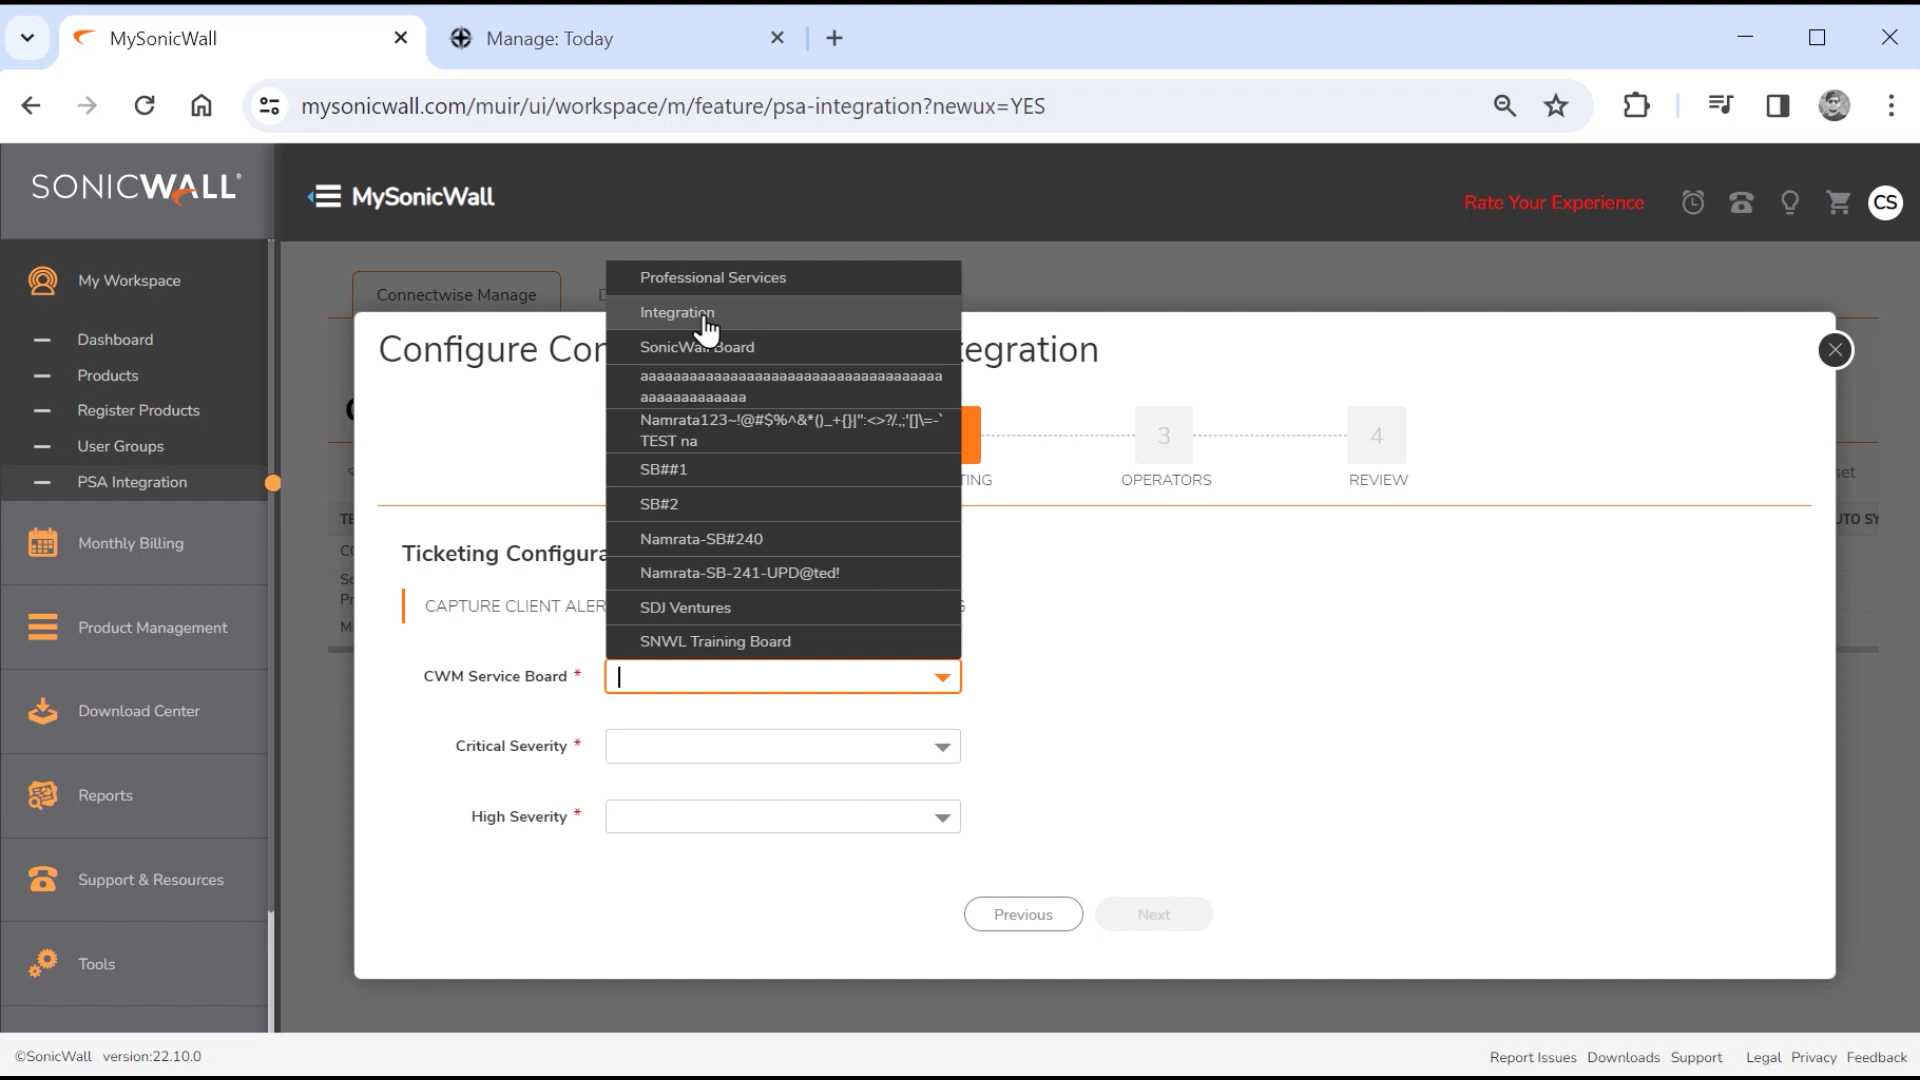 MySonicWall
Manage: Today
mysonicwall.com/muir/ui/workspace/m/feature/psa-integration?newux=YES
SONICWALL®
MySonicWall
Rate Your Experience
CS
My Workspace
Dashboard
Products
Register Products
User Groups
PSA Integration
Monthly Billing
Product Management
Download Center
Reports
Support & Resources
Tools
Connectwise Manage
Configure Con
tegration
TING
3
OPERATORS
4
REVIEW
Ticketing Configura
CAPTURE CLIENT ALER
Professional Services
Integration
SonicWall Board
aaaaaaaaaaaaaaaaaaaaaaaaaaaaaaaaaaaaa
aaaaaaaaaaaaa
Namrata123~!@#$%^&*()_+{}|":<>?/.,;'[]\=-`
TEST na
SB##1
SB#2
Namrata-SB#240
Namrata-SB-241-UPD@ted!
SDJ Ventures
SNWL Training Board
CWM Service Board *
Critical Severity *
High Severity *
Previous
Next
©SonicWall version:22.10.0
Report Issues Downloads Support Legal Privacy Feedback